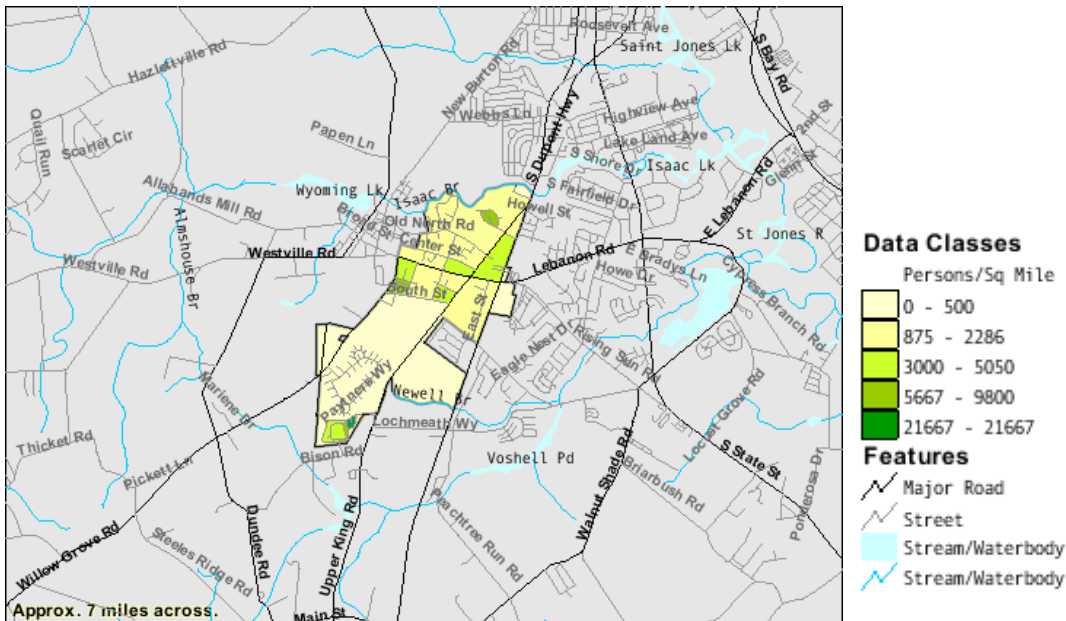 Roosevelt Ave
Saint Jones Lk
S Bay Rd
Hazlettville Rd
New Burton Rd
Webbs Ln
Highview Ave
2nd St
Quail Run
Scarlet Cir
Papen Ln
S Dupont Hwy
Lake Land Ave
S Shore Dr
Isaac Lk
Glenn St
Wyoming Lk
Isaac Br
S Fairfield Dr
Allabands Mill Rd
Howell St
E Lebanon Rd
Almshouse Br
Broad St
Old North Rd
Center St
St Jones R
Westville Rd
Westville Rd
Lebanon Rd
E Bradys Ln
Howe Dr
Cypress Branch Rd
South St
East St
Rising Sun Rd
Eagle Nest Dr
Partners Wy
Newell Br
Marlene Dr
Lochmeath Wy
Locust Grove Rd
Thicket Rd
Bison Rd
Voshell Pd
S State St
Pickett Ln
Briarbush Rd
Ponderosa Dr
Walnut Shade Rd
Peachtree Run Rd
Willow Grove Rd
Dundee Rd
Steeles Ridge Rd
Upper King Rd
Main St
Approx. 7 miles across.
Data Classes
Persons/Sq Mile
0 - 500
875 - 2286
3000 - 5050
5667 - 9800
21667 - 21667
Features
Major Road
Street
Stream/Waterbody
Stream/Waterbody